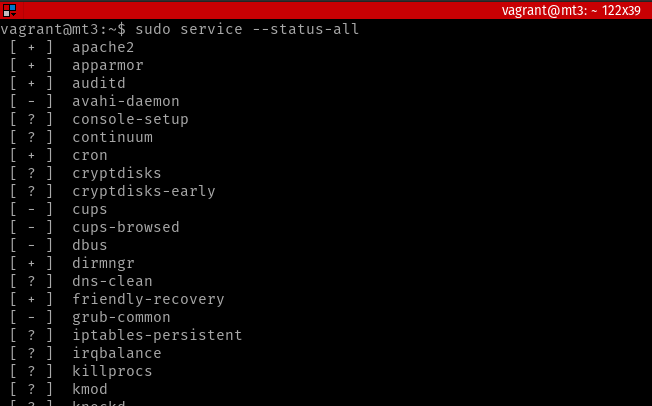 vagrant@mt3: ~ 122x39
vagrant@mt3:~$ sudo service --status-all
[ + ]  apache2
[ + ]  apparmor
[ + ]  auditd
[ - ]  avahi-daemon
[ ? ]  console-setup
[ ? ]  continuum
[ + ]  cron
[ ? ]  cryptdisks
[ ? ]  cryptdisks-early
[ - ]  cups
[ - ]  cups-browsed
[ - ]  dbus
[ + ]  dirmngr
[ ? ]  dns-clean
[ + ]  friendly-recovery
[ - ]  grub-common
[ ? ]  iptables-persistent
[ ? ]  irqbalance
[ ? ]  killprocs
[ ? ]  kmod